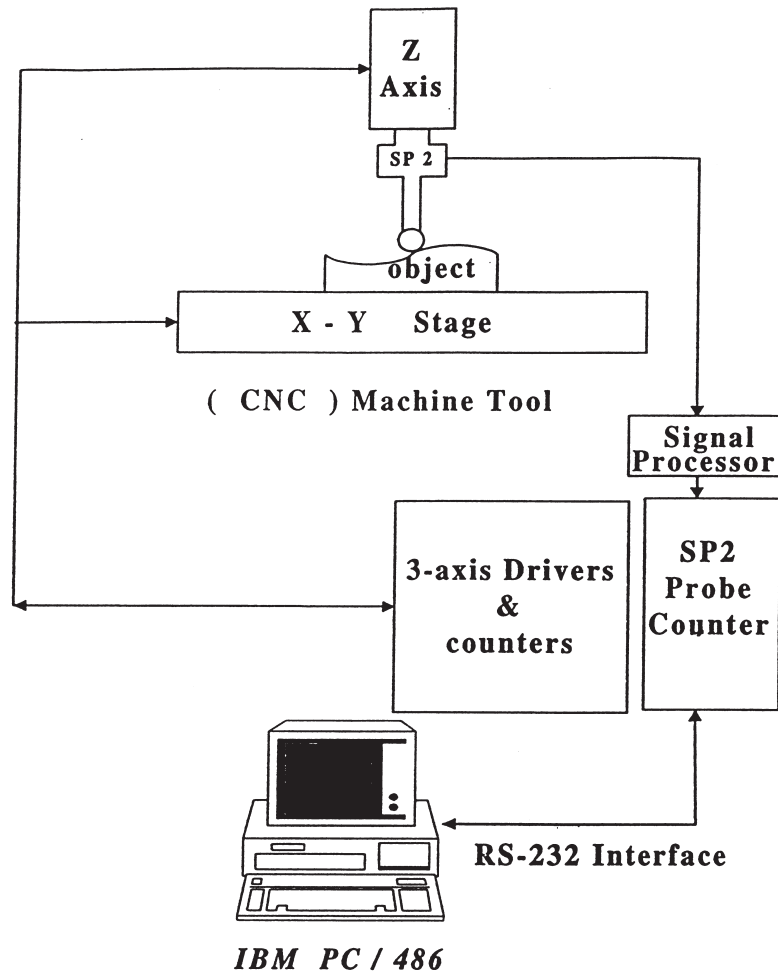 Z
Axis
SP 2
object
X - Y Stage
( CNC ) Machine Tool
Signal
Processor
3-axis Drivers
&
counters
SP2
Probe
Counter
RS-232 Interface
IBM PC / 486